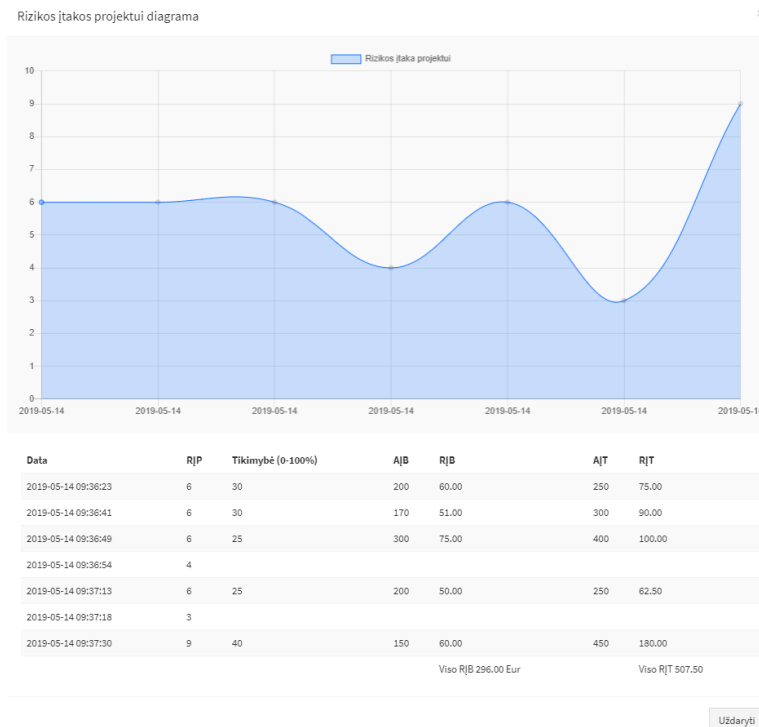 Rizikos įtakos projektui diagrama
Rizikos įtaka projektui
10
9
8
7
6
5
4
3
2
1
0
2019-05-14 2019-05-14 2019-05-14 2019-05-14 2019-05-14 2019-05-14 2019-05-1
Data RĮP Tikimybė (0-100%) AĮB RĮB AĮT RĮT
2019-05-14 09:36:23 6 30 200 60.00 250 75.00
2019-05-14 09:36:41 6 30 170 51.00 300 90.00
2019-05-14 09:36:49 6 25 300 75.00 400 100.00
2019-05-14 09:36:54 4
2019-05-14 09:37:13 6 25 200 50.00 250 62.50
2019-05-14 09:37:18 3
2019-05-14 09:37:30 9 40 150 60.00 450 180.00
Viso RĮB 296.00 Eur Viso RĮT 507.50
Uždaryti